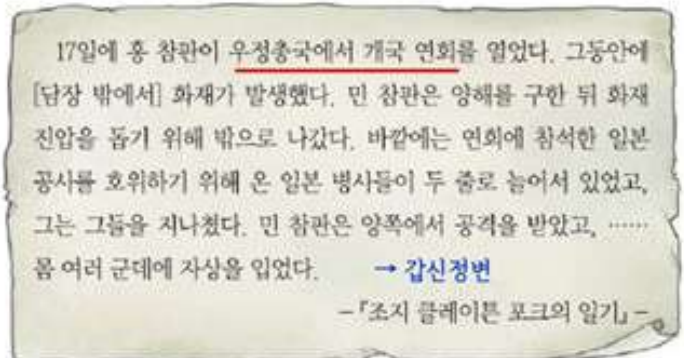 17일에 홍 참판이 우정총국에서 개국 연회를 열었다. 그동안에
[담장 밖에서] 화재가 발생했다. 민 참판은 양해를 구한 뒤 화재
진압을 돕기 위해 밖으로 나갔다. 바깥에는 연회에 참석한 일본
공사를 호위하기 위해 온 일본 병사들이 두 줄로 늘어서 있었고,
그는 그들을 지나쳤다. 민 참판은 양쪽에서 공격을 받았고, ……
몸 여러 군데에 자상을 입었다. → 갑신정변
-『조지 클레이튼 포크의 일기』-